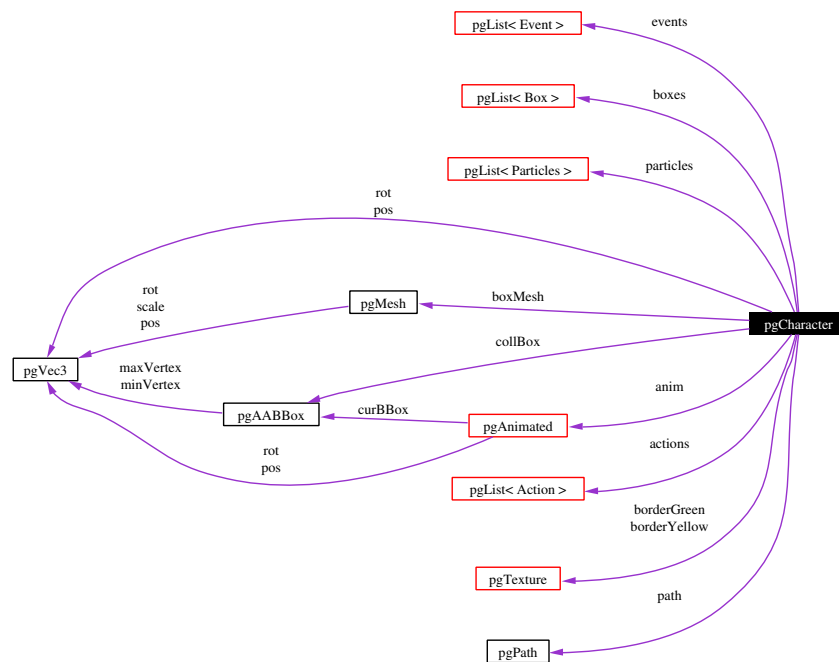 pgList< Event >
events
pgList< Box >
boxes
pgList< Particles >
particles
rot
pos
rot
scale
pos
pgMesh
boxMesh
pgCharacter
collBox
pgVec3
maxVertex
minVertex
pgAABBox
curBBox
pgAnimated
anim
rot
pos
actions
pgList< Action >
borderGreen
borderYellow
pgTexture
path
pgPath